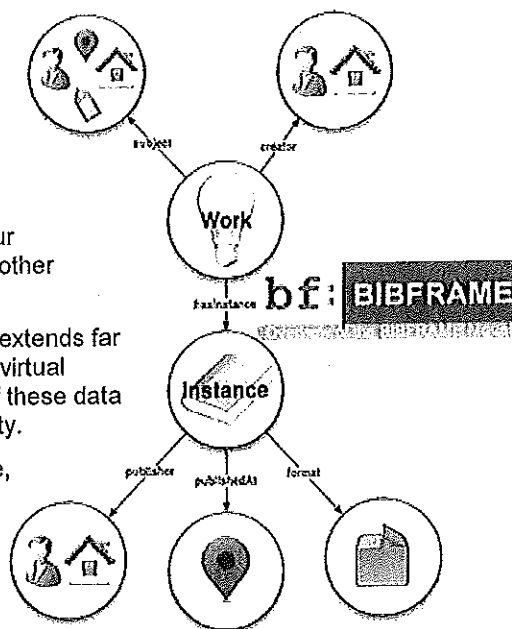 subject
creator
Work
ur
other
hasInstance
bf: BIBFRAME
extends far
virtual
f these data
Instance
ty.
publisher
publishedAt
format
e,